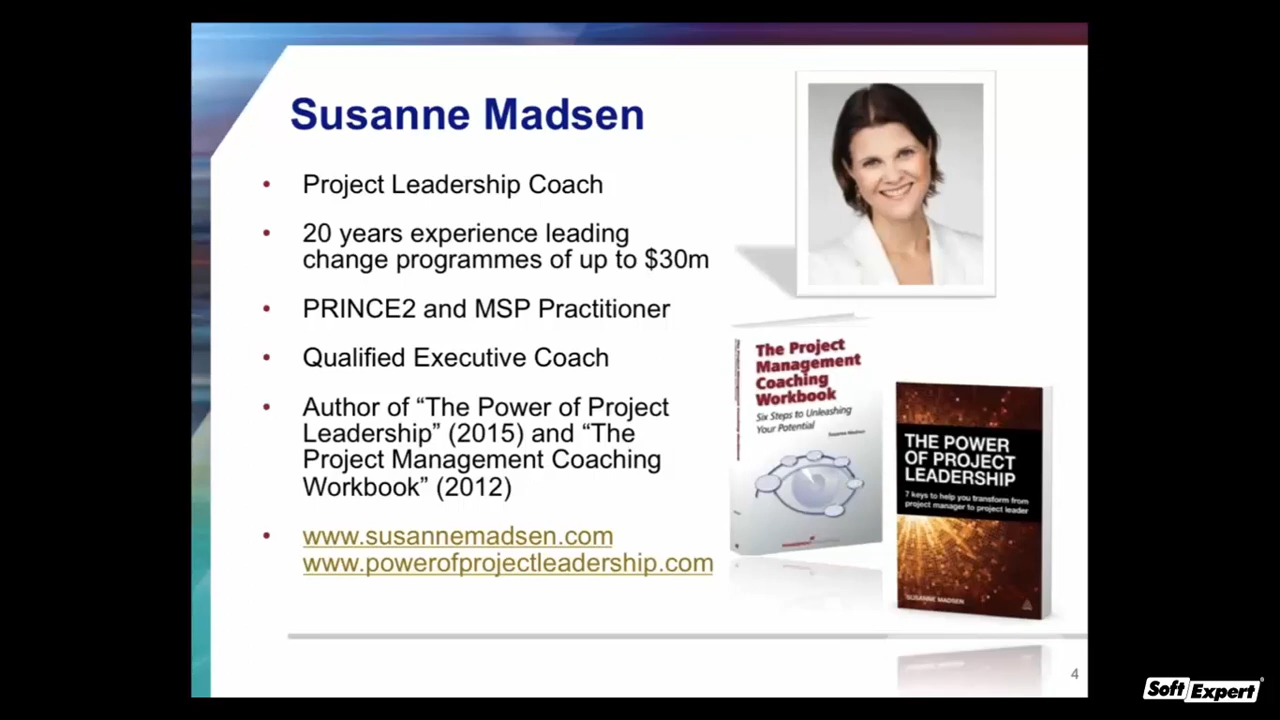 Susanne Madsen
• Project Leadership Coach
• 20 years experience leading
change programmes of up to $30m
• PRINCE2 and MSP Practitioner
• Qualified Executive Coach
• Author of “The Power of Project
Leadership” (2015) and “The
Project Management Coaching
Workbook” (2012)
• www.susannemadsen.com
www.powerofprojectleadership.com
The Project
Management
Coaching
Workbook
Six Steps to Unleashing
Your Potential
Susanne Madsen
THE POWER
OF PROJECT
LEADERSHIP
7 keys to help you transform from
project manager to project leader
SUSANNE MADSEN
4
SoftExpert®